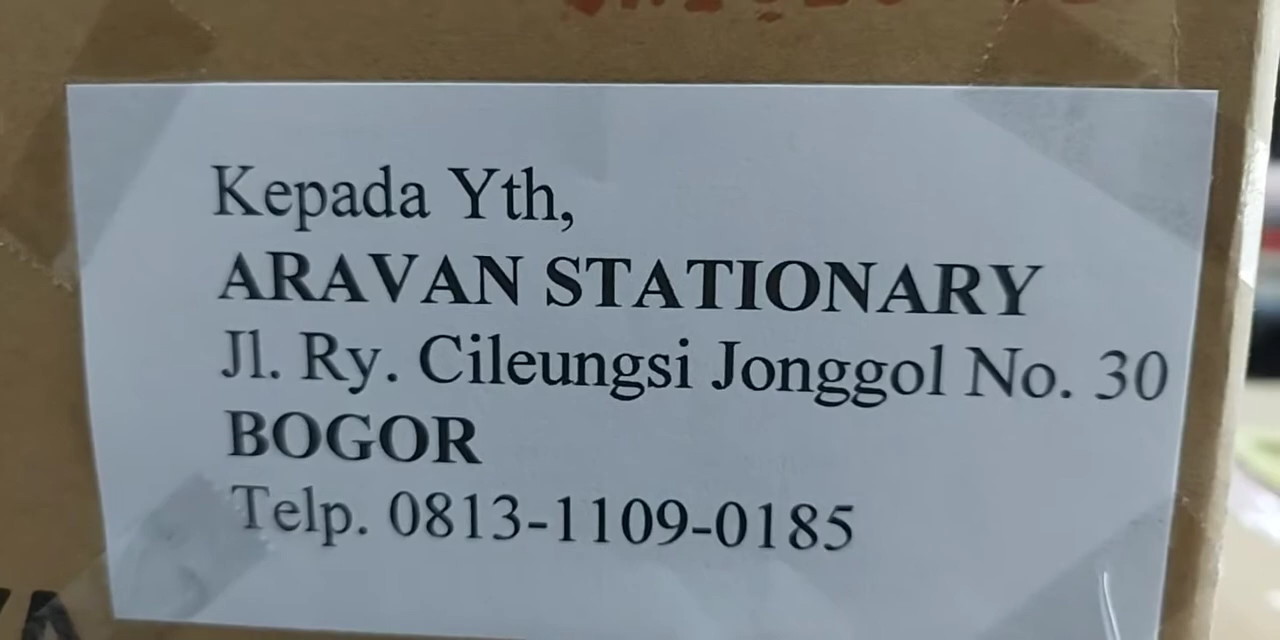 Kepada Yth,
ARAVAN STATIONARY
Jl. Ry. Cileungsi Jonggol No. 30
BOGOR
Telp. 0813-1109-0185